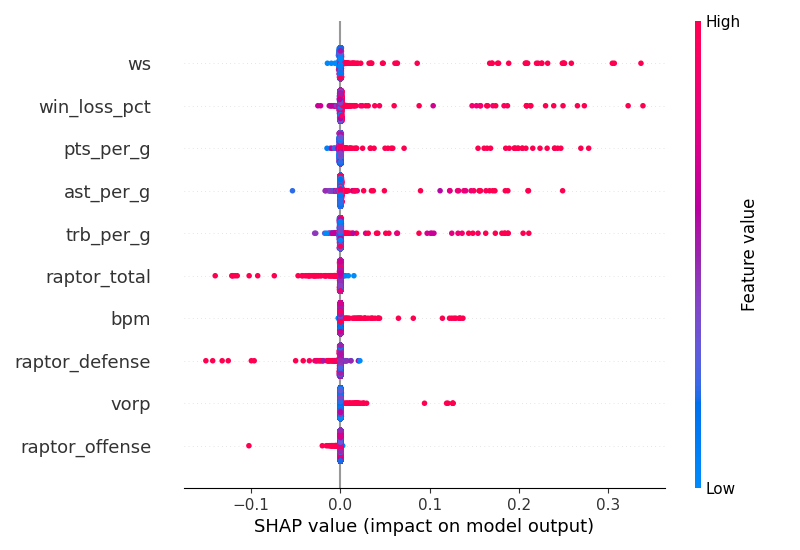 High
ws
win_loss_pct
pts_per_g
ast_per_g
trb_per_g
raptor_total
bpm
raptor_defense
vorp
raptor_offense
Feature value
Low
−0.1 0.0 0.1 0.2 0.3
SHAP value (impact on model output)